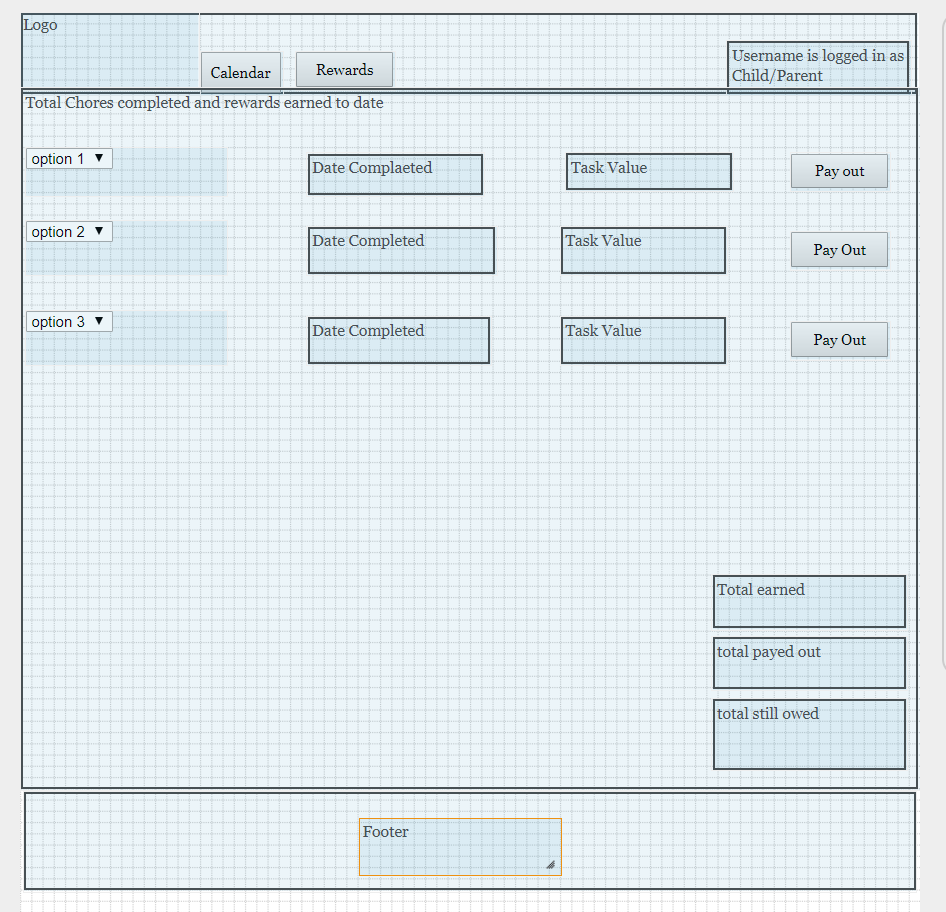 Logo
Calendar
Rewards
Username is logged in as
Child/Parent
Total Chores completed and rewards earned to date
option 1
Date Complaeted
Task Value
Pay out
option 2
Date Completed
Task Value
Pay Out
option 3
Date Completed
Task Value
Pay Out
Total earned
total payed out
total still owed
Footer